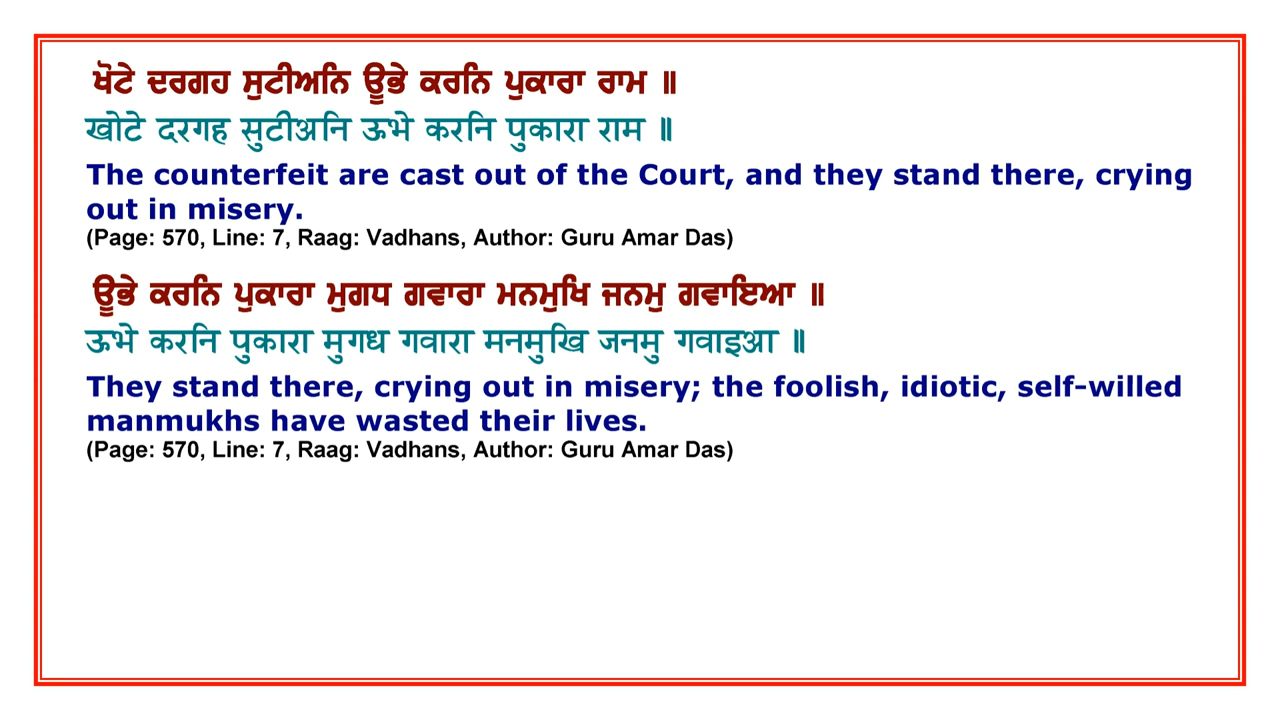 ਖੋਟੇ ਦਰਗਹ ਸੁਟੀਅਨਿ ਊਭੇ ਕਰਨਿ ਪੁਕਾਰਾ ਰਾਮ ॥
खोटे दरगह सुटीअनि ऊभे करनि पुकारा राम ॥
The counterfeit are cast out of the Court, and they stand there, crying
out in misery.
(Page: 570, Line: 7, Raag: Vadhans, Author: Guru Amar Das)
ਊਭੇ ਕਰਨਿ ਪੁਕਾਰਾ ਮੁਗਧ ਗਵਾਰਾ ਮਨਮੁਖਿ ਜਨਮੁ ਗਵਾਇਆ ॥
ऊभे करनि पुकारा मुगध गवारा मनमुखि जनमु गवाइआ ॥
They stand there, crying out in misery; the foolish, idiotic, self-willed
manmukhs have wasted their lives.
(Page: 570, Line: 7, Raag: Vadhans, Author: Guru Amar Das)